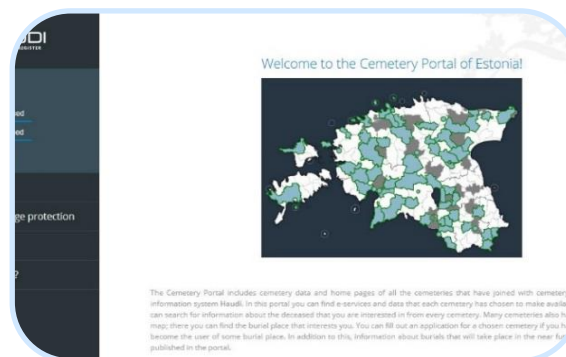 UDI
REGISTER
Welcome to the Cemetery Portal of Estonia!
ed
ed
ge protection
?
The Cemetery Portal includes cemetery data and home pages of all the cemeteries that have joined with cemetery
information system Haudi. In this portal you can find e-services and data that each cemetery has chosen to make availa
can search for information about the deceased that you are interested in from every cemetery. Many cemeteries also h
map; there you can find the burial place that interests you. You can fill out an application for a chosen cemetery if you h
become the user of some burial place. In addition to this, information about burials that will take place in the near fut
published in the portal.